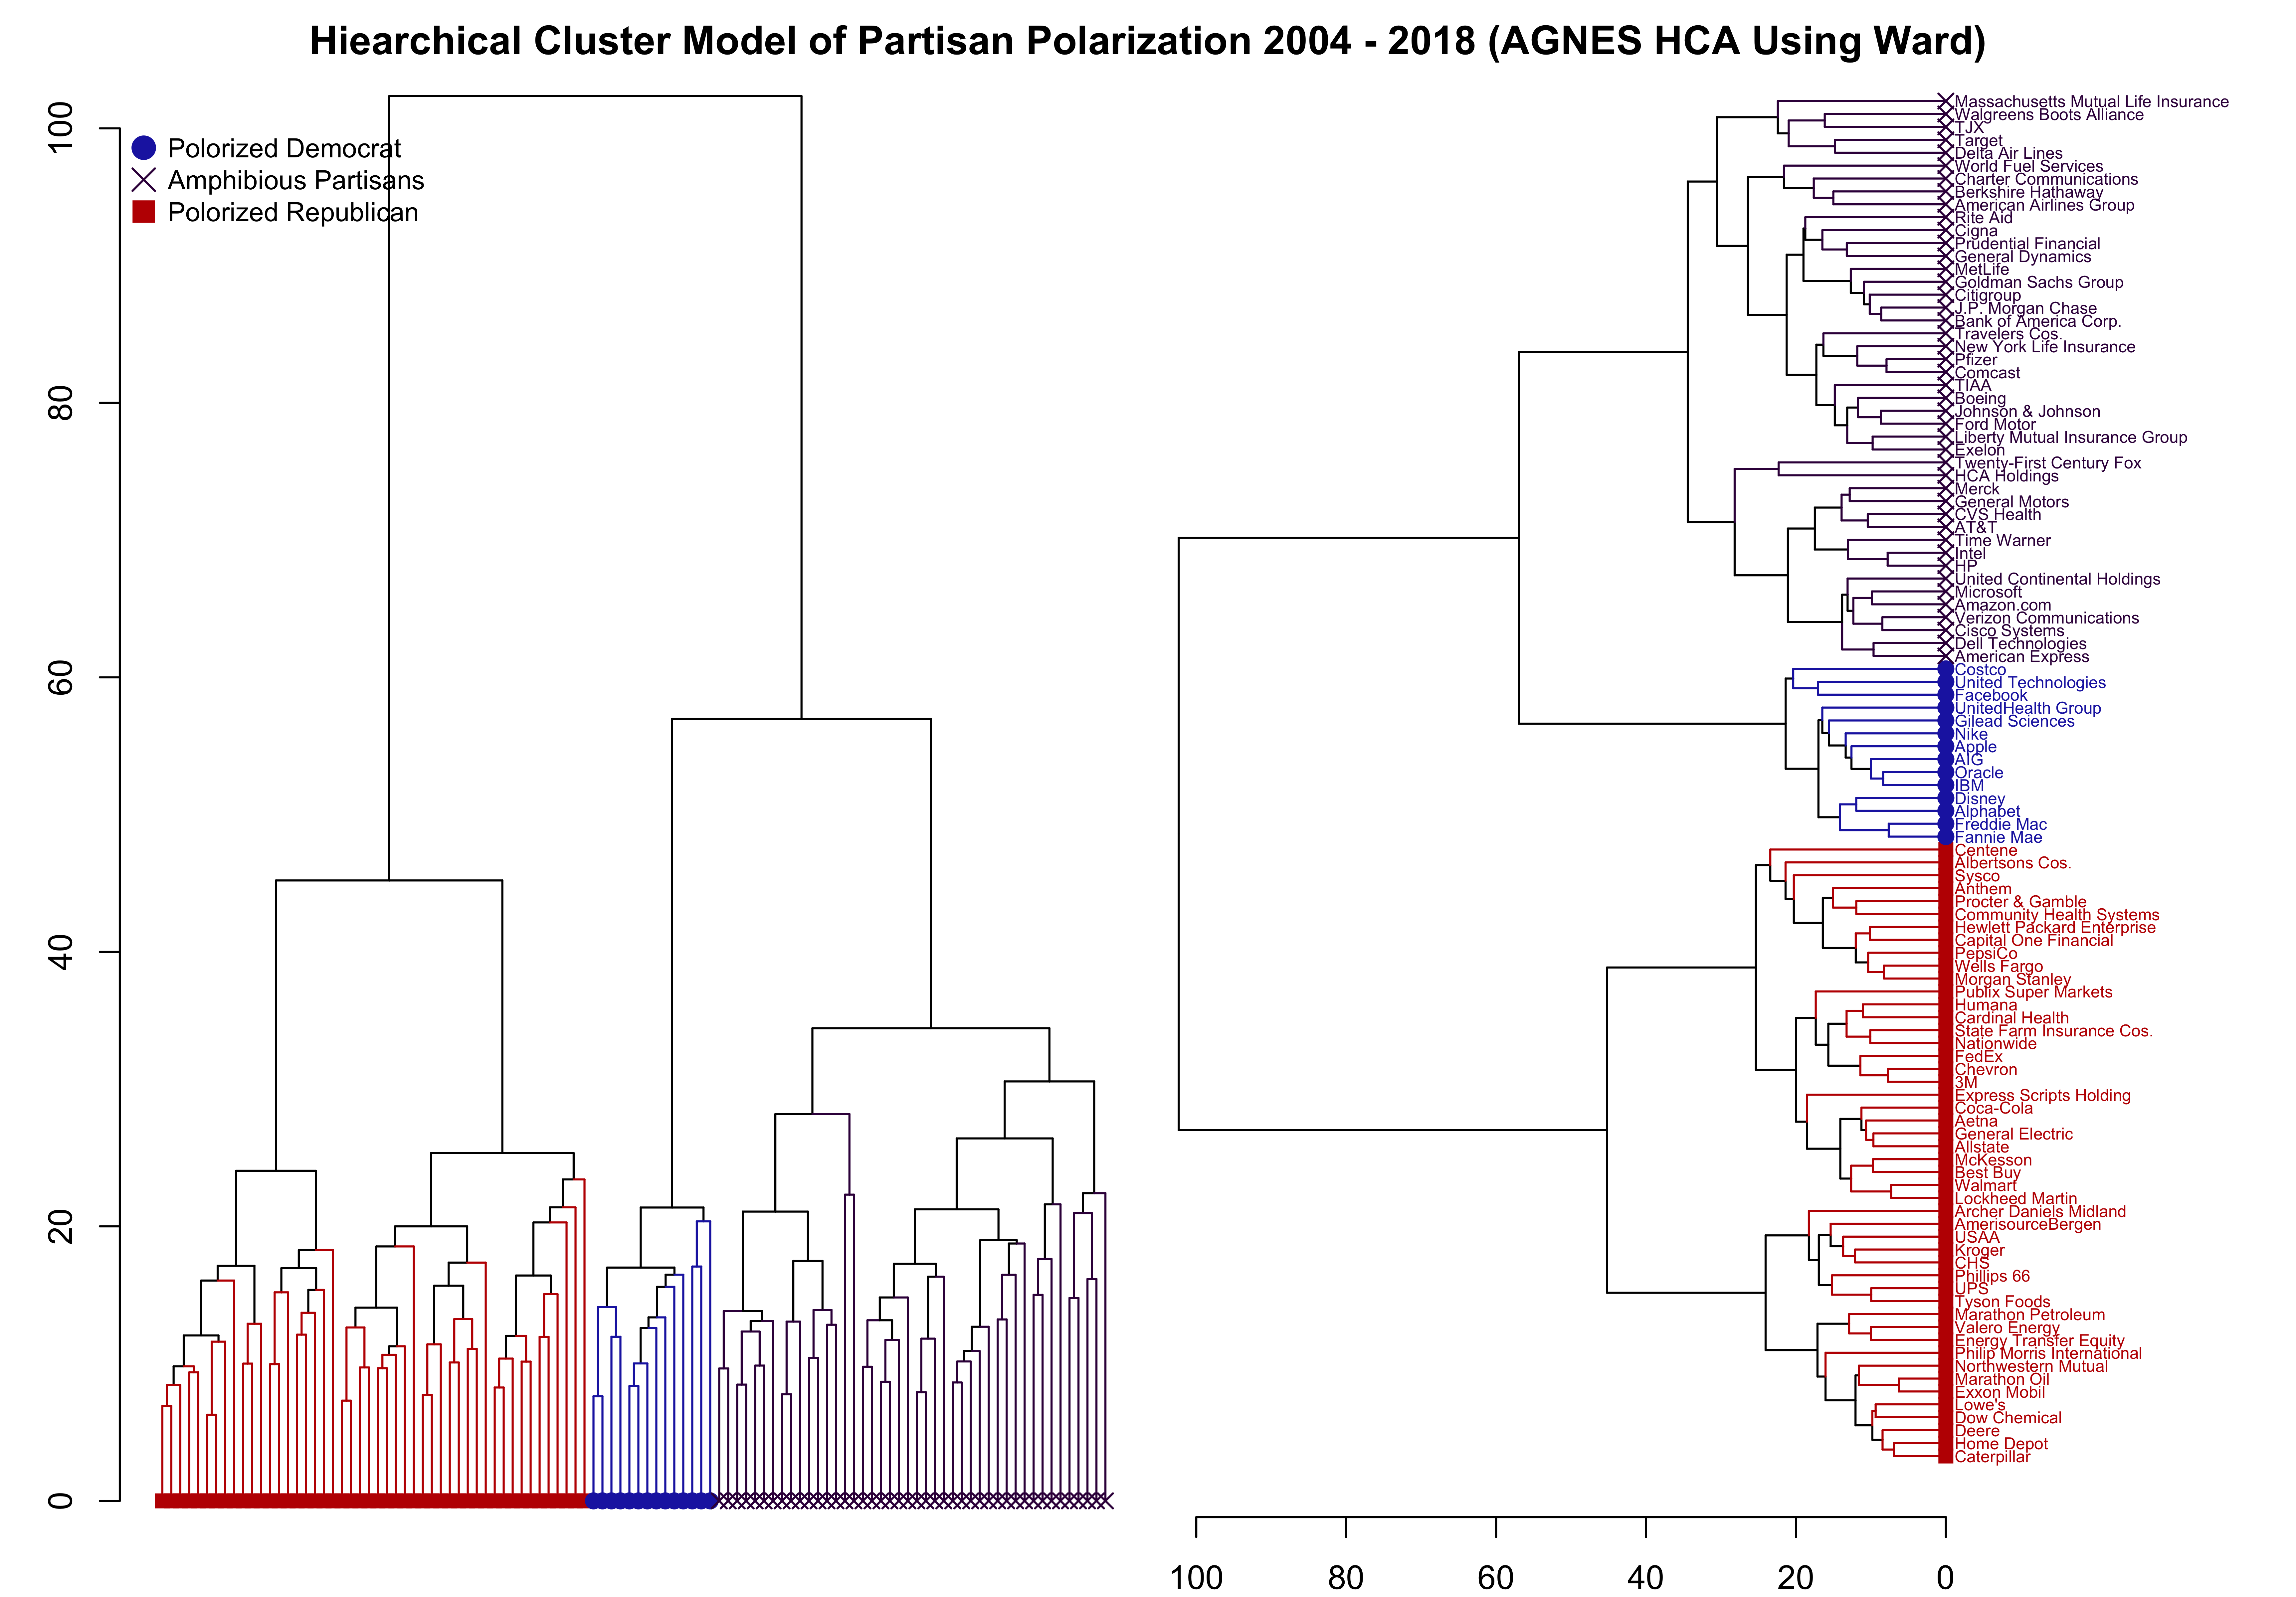 Hiearchical Cluster Model of Partisan Polarization 2004 - 2018 (AGNES HCA Using Ward)
100
80
60
40
20
0
Polorized Democrat
Amphibious Partisans
Polorized Republican
Massachusetts Mutual Life Insurance
Walgreens Boots Alliance
TJX
Target
Delta Air Lines
World Fuel Services
Charter Communications
Berkshire Hathaway
American Airlines Group
Rite Aid
Cigna
Prudential Financial
General Dynamics
MetLife
Goldman Sachs Group
Citigroup
J.P. Morgan Chase
Bank of America Corp.
Travelers Cos.
New York Life Insurance
Pfizer
Comcast
TIAA
Boeing
Johnson & Johnson
Ford Motor
Liberty Mutual Insurance Group
Exelon
Twenty-First Century Fox
HCA Holdings
Merck
General Motors
CVS Health
AT&T
Time Warner
Intel
HP
United Continental Holdings
Microsoft
Amazon.com
Verizon Communications
Cisco Systems
Dell Technologies
American Express
Costco
United Technologies
Facebook
UnitedHealth Group
Gilead Sciences
Nike
Apple
AIG
Oracle
IBM
Disney
Alphabet
Freddie Mac
Fannie Mae
Centene
Albertsons Cos.
Sysco
Anthem
Procter & Gamble
Community Health Systems
Hewlett Packard Enterprise
Capital One Financial
PepsiCo
Wells Fargo
Morgan Stanley
Publix Super Markets
Humana
Cardinal Health
State Farm Insurance Cos.
Nationwide
FedEx
Chevron
3M
Express Scripts Holding
Coca-Cola
Aetna
General Electric
Allstate
McKesson
Best Buy
Walmart
Lockheed Martin
Archer Daniels Midland
AmerisourceBergen
USAA
Kroger
CHS
Phillips 66
UPS
Tyson Foods
Marathon Petroleum
Valero Energy
Energy Transfer Equity
Philip Morris International
Northwestern Mutual
Marathon Oil
Exxon Mobil
Lowe's
Dow Chemical
Deere
Home Depot
Caterpillar
100 80 60 40 20 0